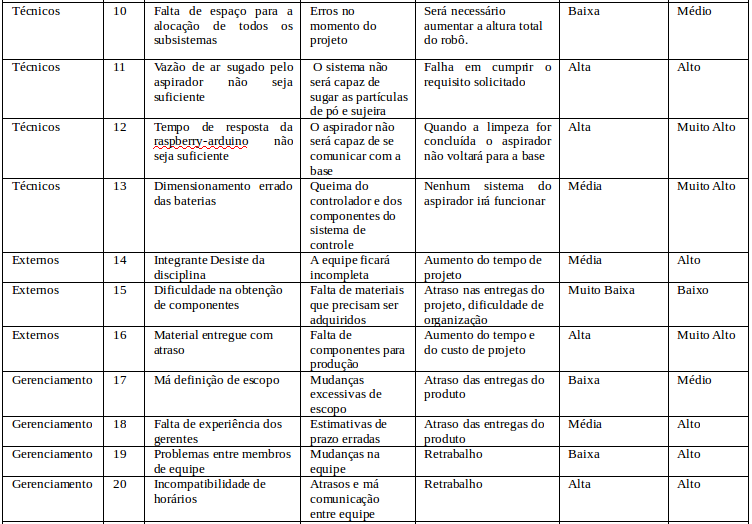 Técnicos 10 Falta de espaço para a alocação de todos os subsistemas Erros no momento do projeto Será necessário aumentar a altura total do robô. Baixa Médio
Técnicos 11 Vazão de ar sugado pelo aspirador não seja suficiente O sistema não será capaz de sugar as partículas de pó e sujeira Falha em cumprir o requisito solicitado Alta Alto
Técnicos 12 Tempo de resposta da raspberry-arduino não seja suficiente O aspirador não será capaz de se comunicar com a base Quando a limpeza for concluída o aspirador não voltará para a base Alta Muito Alto
Técnicos 13 Dimensionamento errado das baterias Queima do controlador e dos componentes do sistema de controle Nenhum sistema do aspirador irá funcionar Média Muito Alto
Externos 14 Integrante Desiste da disciplina A equipe ficará incompleta Aumento do tempo de projeto Média Alto
Externos 15 Dificuldade na obtenção de componentes Falta de materiais que precisam ser adquiridos Atraso nas entregas do projeto, dificuldade de organização Muito Baixa Baixo
Externos 16 Material entregue com atraso Falta de componentes para produção Aumento do tempo e do custo de projeto Alta Muito Alto
Gerenciamento 17 Má definição de escopo Mudanças excessivas de escopo Atraso das entregas do produto Baixa Médio
Gerenciamento 18 Falta de experiência dos gerentes Estimativas de prazo erradas Atraso das entregas do produto Média Alto
Gerenciamento 19 Problemas entre membros de equipe Mudanças na equipe Retrabalho Baixa Alto
Gerenciamento 20 Incompatibilidade de horários Atrasos e má comunicação entre equipe Retrabalho Alta Alto